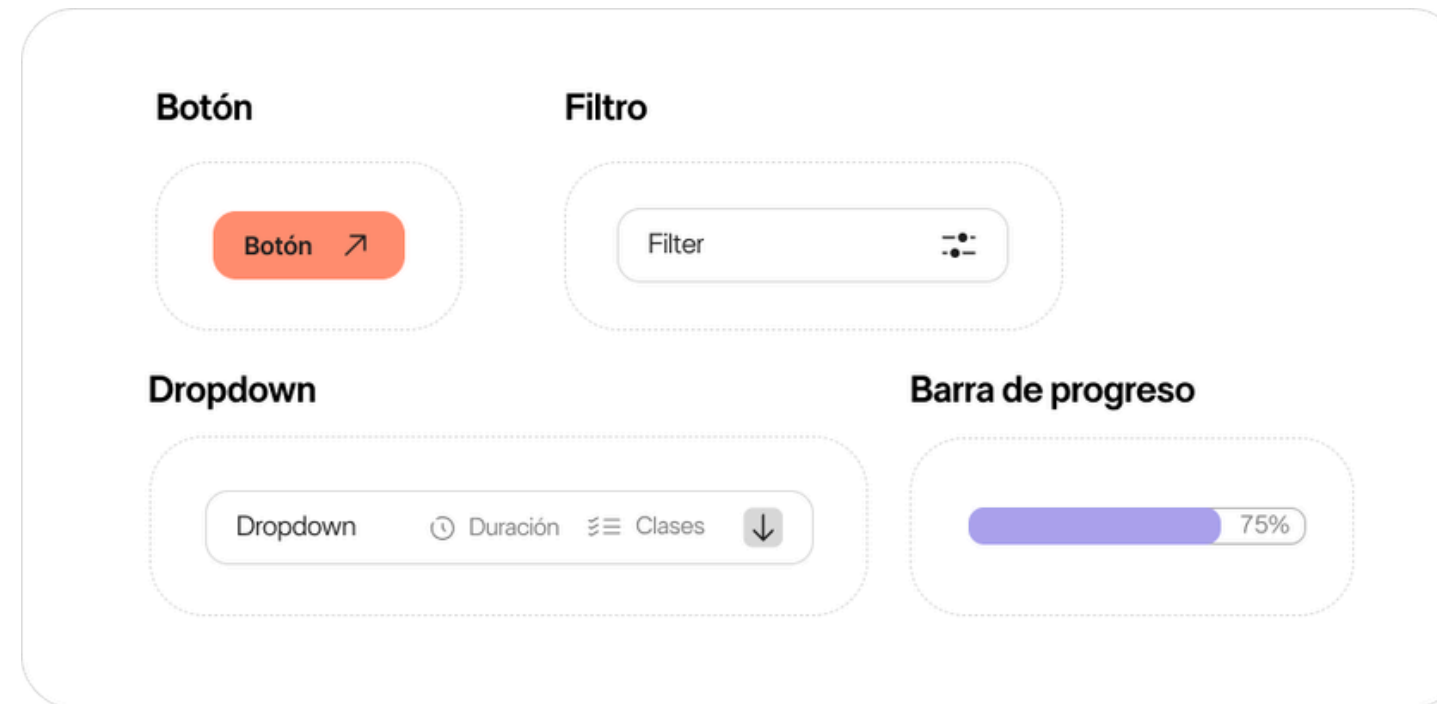 Botón
Filtro
Botón
Filter
Dropdown
Barra de progreso
Dropdown Duración Clases
75%